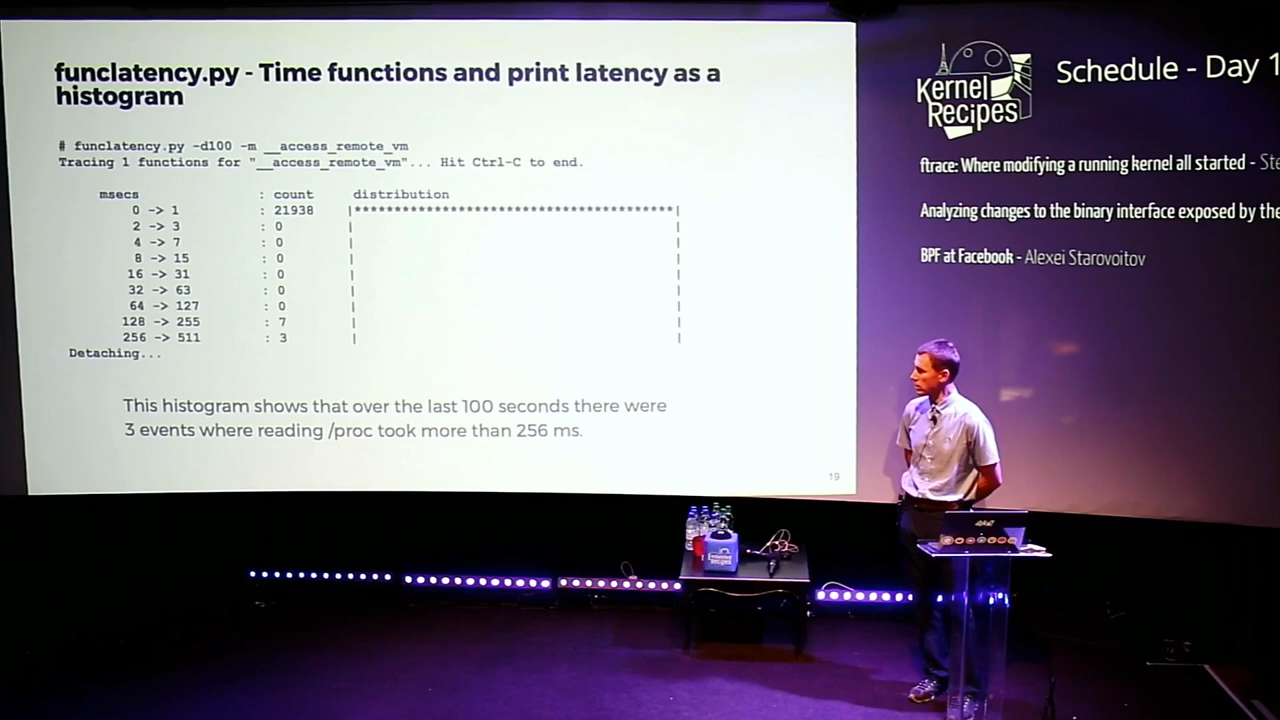 funclatency.py - Time functions and print latency as a
histogram
# funclatency.py -d100 -m __access_remote_vm
Tracing 1 functions for "__access_remote_vm"... Hit Ctrl-C to end.
msecs : count distribution
0 -> 1 : 21938 |****************************************|
2 -> 3 : 0 | |
4 -> 7 : 0 | |
8 -> 15 : 0 | |
16 -> 31 : 0 | |
32 -> 63 : 0 | |
64 -> 127 : 0 | |
128 -> 255 : 7 | |
256 -> 511 : 3 | |
Detaching...
This histogram shows that over the last 100 seconds there were
3 events where reading /proc took more than 256 ms.
19
Kernel
Recipes
Schedule - Day 1
ftrace: Where modifying a running kernel all started - Ste
Analyzing changes to the binary interface exposed by the
BPF at Facebook - Alexei Starovoitov